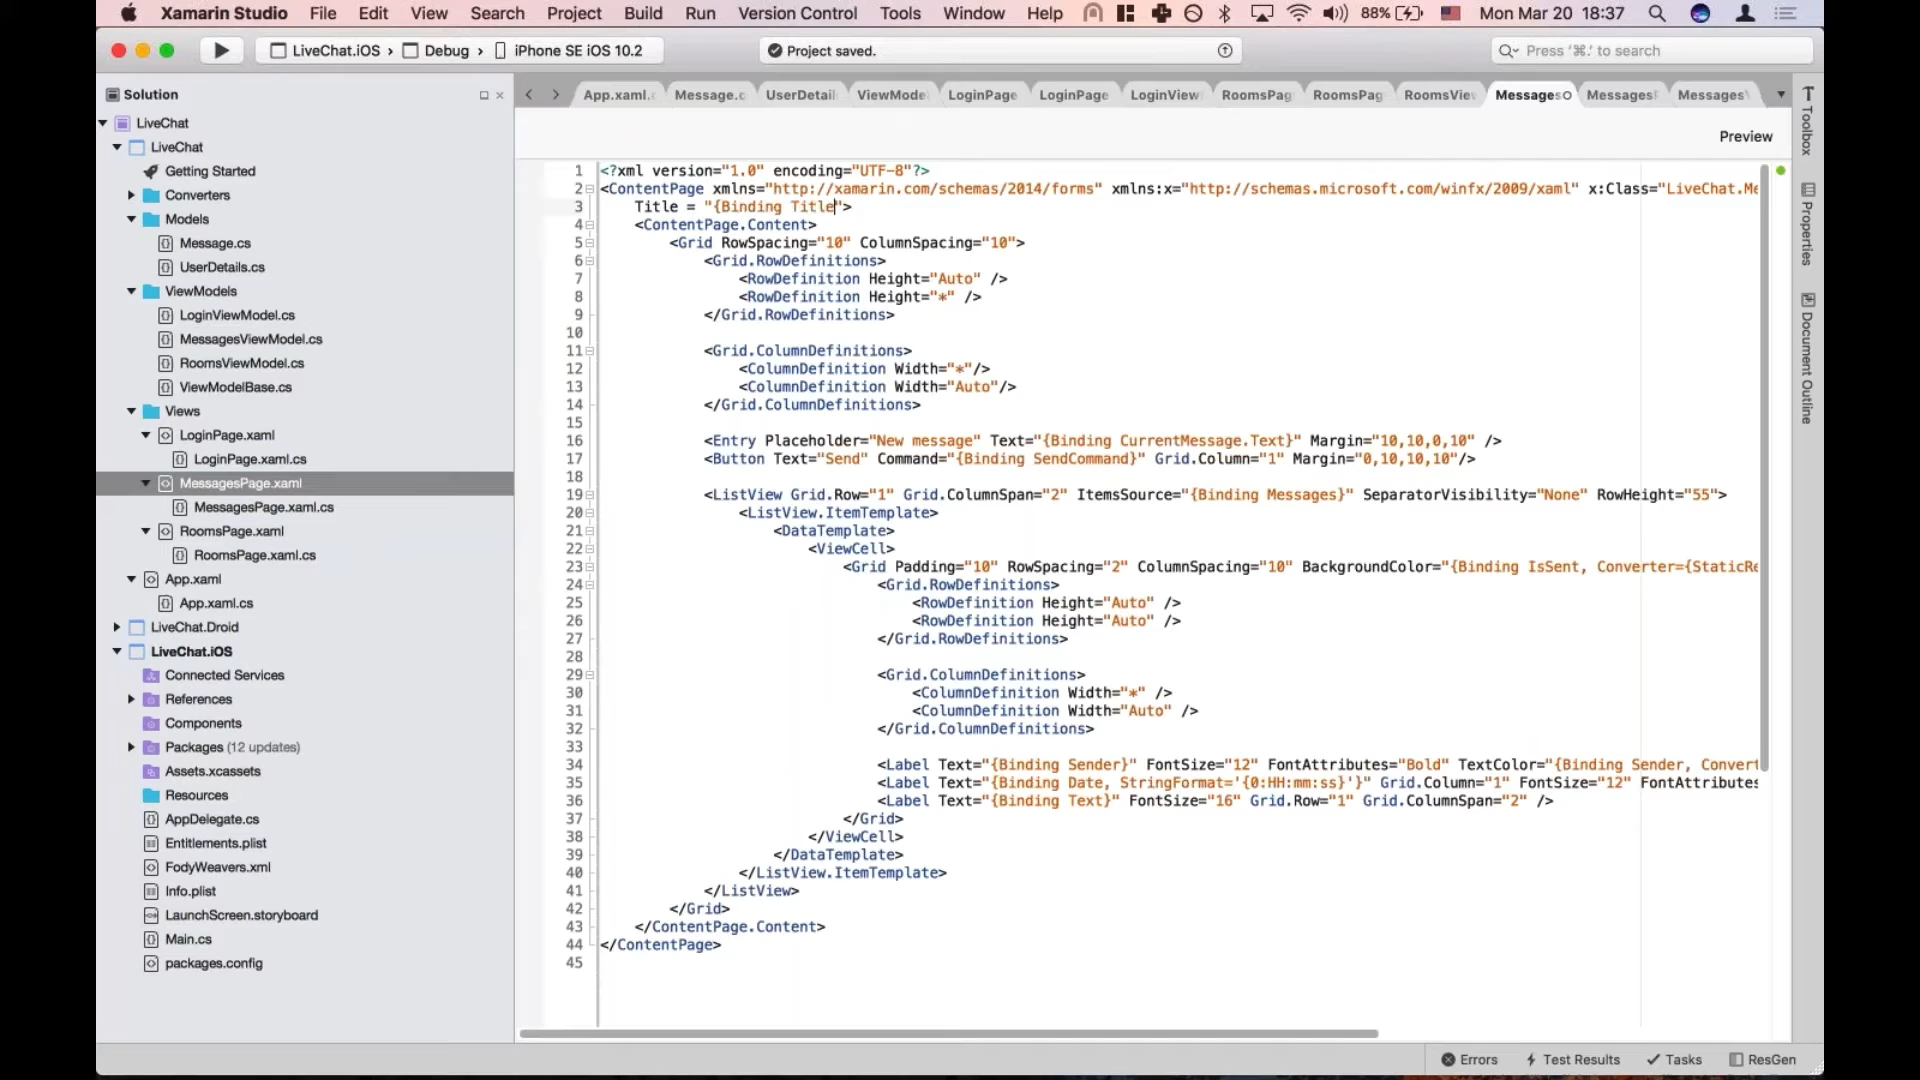 Xamarin Studio File Edit View Search Project Build Run Version Control Tools Window Help 88% Mon Mar 20 18:37
LiveChat.iOS › Debug › iPhone SE iOS 10.2
Project saved.
Press ‘⌘.’ to search
Solution
App.xaml. Message.c UserDetail ViewMode LoginPage LoginPage LoginView RoomsPag RoomsPag RoomsVie Messages Messages Messages
Preview
LiveChat
LiveChat
Getting Started
Converters
Models
Message.cs
UserDetails.cs
ViewModels
LoginViewModel.cs
MessagesViewModel.cs
RoomsViewModel.cs
ViewModelBase.cs
Views
LoginPage.xaml
LoginPage.xaml.cs
MessagesPage.xaml
MessagesPage.xaml.cs
RoomsPage.xaml
RoomsPage.xaml.cs
App.xaml
App.xaml.cs
LiveChat.Droid
LiveChat.iOS
Connected Services
References
Components
Packages (12 updates)
Assets.xcassets
Resources
AppDelegate.cs
Entitlements.plist
FodyWeavers.xml
Info.plist
LaunchScreen.storyboard
Main.cs
packages.config
1 <?xml version="1.0" encoding="UTF-8"?>
2 <ContentPage xmlns="http://xamarin.com/schemas/2014/forms" xmlns:x="http://schemas.microsoft.com/winfx/2009/xaml" x:Class="LiveChat.Me
3 Title = "{Binding Title">
4 <ContentPage.Content>
5 <Grid RowSpacing="10" ColumnSpacing="10">
6 <Grid.RowDefinitions>
7 <RowDefinition Height="Auto" />
8 <RowDefinition Height="*" />
9 </Grid.RowDefinitions>
10
11 <Grid.ColumnDefinitions>
12 <ColumnDefinition Width="*"/>
13 <ColumnDefinition Width="Auto"/>
14 </Grid.ColumnDefinitions>
15
16 <Entry Placeholder="New message" Text="{Binding CurrentMessage.Text}" Margin="10,10,0,10" />
17 <Button Text="Send" Command="{Binding SendCommand}" Grid.Column="1" Margin="0,10,10,10"/>
18
19 <ListView Grid.Row="1" Grid.ColumnSpan="2" ItemsSource="{Binding Messages}" SeparatorVisibility="None" RowHeight="55">
20 <ListView.ItemTemplate>
21 <DataTemplate>
22 <ViewCell>
23 <Grid Padding="10" RowSpacing="2" ColumnSpacing="10" BackgroundColor="{Binding IsSent, Converter={StaticRe
24 <Grid.RowDefinitions>
25 <RowDefinition Height="Auto" />
26 <RowDefinition Height="Auto" />
27 </Grid.RowDefinitions>
28
29 <Grid.ColumnDefinitions>
30 <ColumnDefinition Width="*" />
31 <ColumnDefinition Width="Auto" />
32 </Grid.ColumnDefinitions>
33
34 <Label Text="{Binding Sender}" FontSize="12" FontAttributes="Bold" TextColor="{Binding Sender, Convert
35 <Label Text="{Binding Date, StringFormat='{0:HH:mm:ss}'}" Grid.Column="1" FontSize="12" FontAttributes
36 <Label Text="{Binding Text}" FontSize="16" Grid.Row="1" Grid.ColumnSpan="2" />
37 </Grid>
38 </ViewCell>
39 </DataTemplate>
40 </ListView.ItemTemplate>
41 </ListView>
42 </Grid>
43 </ContentPage.Content>
44 </ContentPage>
45
Toolbox
Properties
Document Outline
Errors Test Results Tasks ResGen